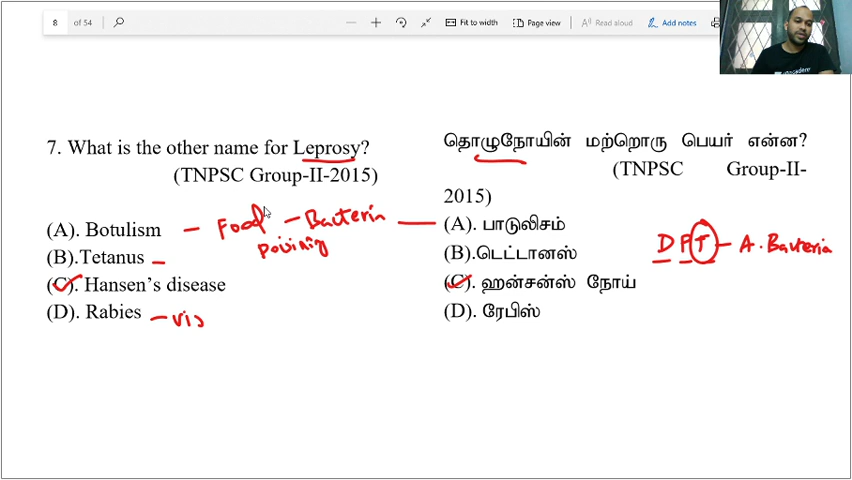 8 of 54 Fit to width Page view Read aloud Add notes
7. What is the other name for Leprosy?
(TNPSC Group-II-2015)
(A). Botulism – Food – Bacteria
poisinig
(B).Tetanus –
(C). Hansen’s disease
(D). Rabies – vis
தொழுநோயின் மற்றொரு பெயர் என்ன?
(TNPSC Group-II-
2015)
(A). பாடுலிசம்
(B).டெட்டானஸ்
(C). ஹன்சன்ஸ் நோய்
(D). ரேபிஸ்
D P T – A. Bacteria